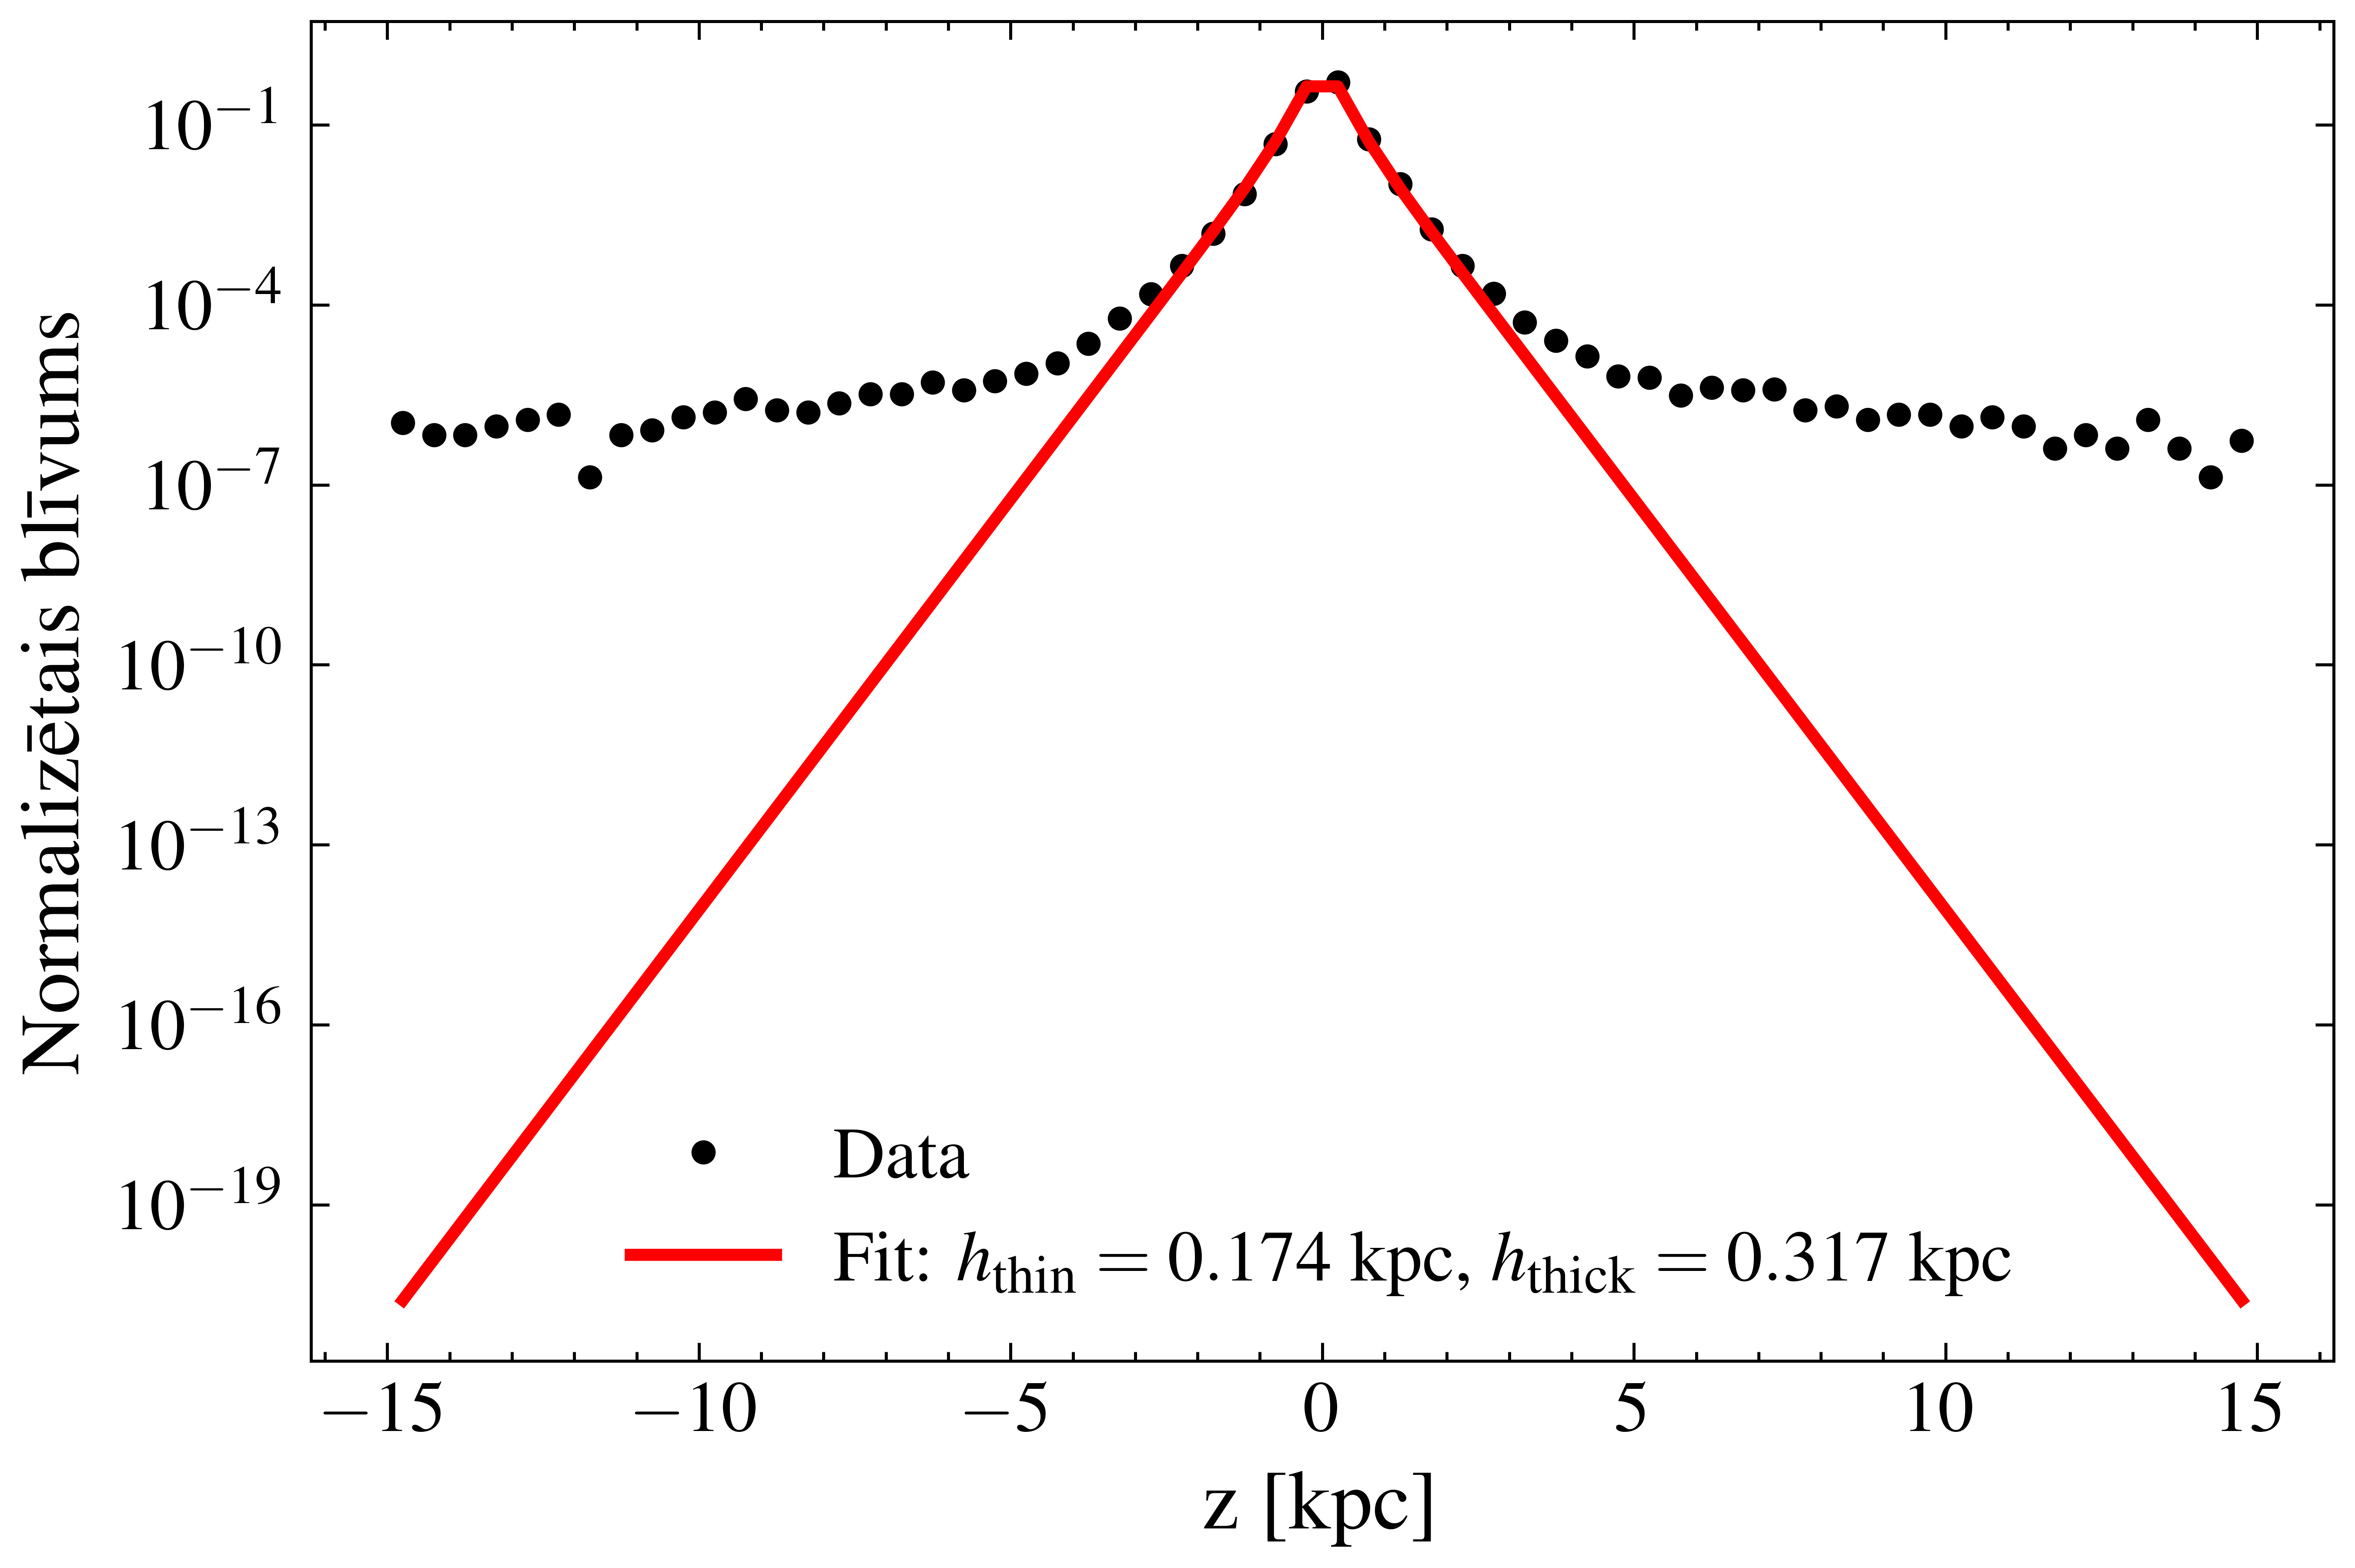 Normalizētais blīvums
10⁻¹
10⁻⁴
10⁻⁷
10⁻¹⁰
10⁻¹³
10⁻¹⁶
10⁻¹⁹
Data
Fit: h_thin = 0.174 kpc, h_thick = 0.317 kpc
−15 −10 −5 0 5 10 15
z [kpc]